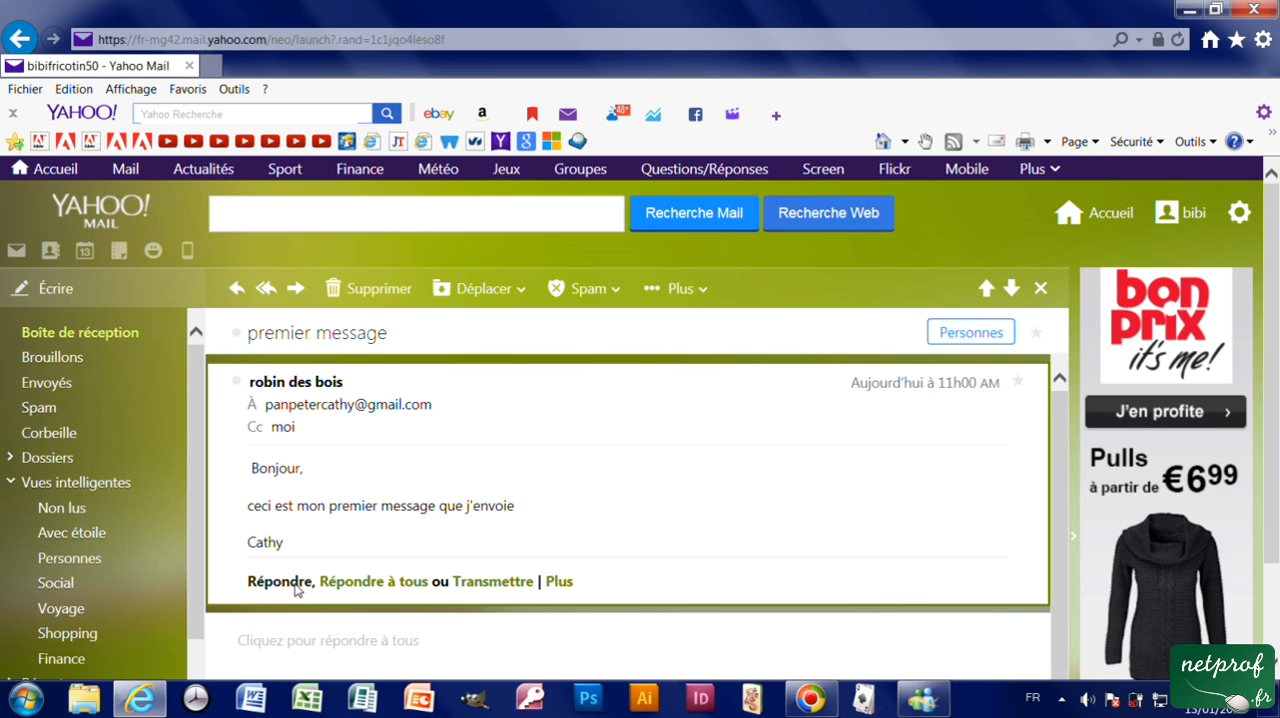 https://fr-mg42.mail.yahoo.com/neo/launch?.rand=1c1jqo4leso8f
bibifricotin50 - Yahoo Mail
Fichier Edition Affichage Favoris Outils ?
YAHOO! Yahoo Recherche ebay a 48+
JT
Page Sécurité Outils
Accueil Mail Actualités Sport Finance Météo Jeux Groupes Questions/Réponses Screen Flickr Mobile Plus
YAHOO! MAIL
Recherche Mail Recherche Web
Accueil bibi
13
Écrire
Supprimer Déplacer Spam Plus
Boîte de réception
Brouillons
Envoyés
Spam
Corbeille
Dossiers
Vues intelligentes
Non lus
Avec étoile
Personnes
Social
Voyage
Shopping
Finance
premier message
Personnes
robin des bois
Aujourd'hui à 11h00 AM
À panpetercathy@gmail.com
Cc moi
Bonjour,
ceci est mon premier message que j'envoie
Cathy
Répondre, Répondre à tous ou Transmettre | Plus
Cliquez pour répondre à tous
bon
prix
it's me!
J'en profite
Pulls
à partir de €6,99
netprof
.fr
Ps Ai ID
FR